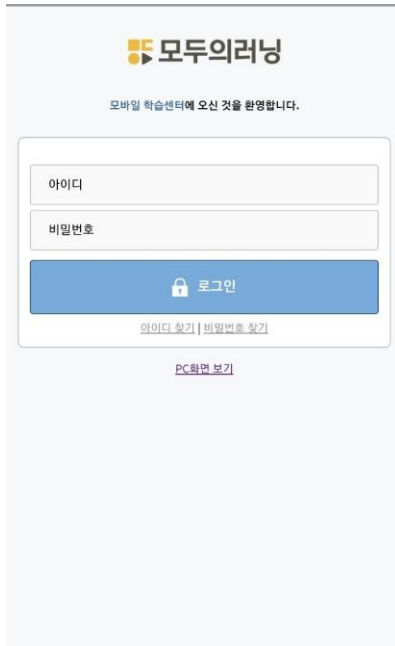 모두의러닝
모바일 학습센터에 오신 것을 환영합니다.
아이디
비밀번호
로그인
아이디 찾기 | 비밀번호 찾기
PC화면 보기